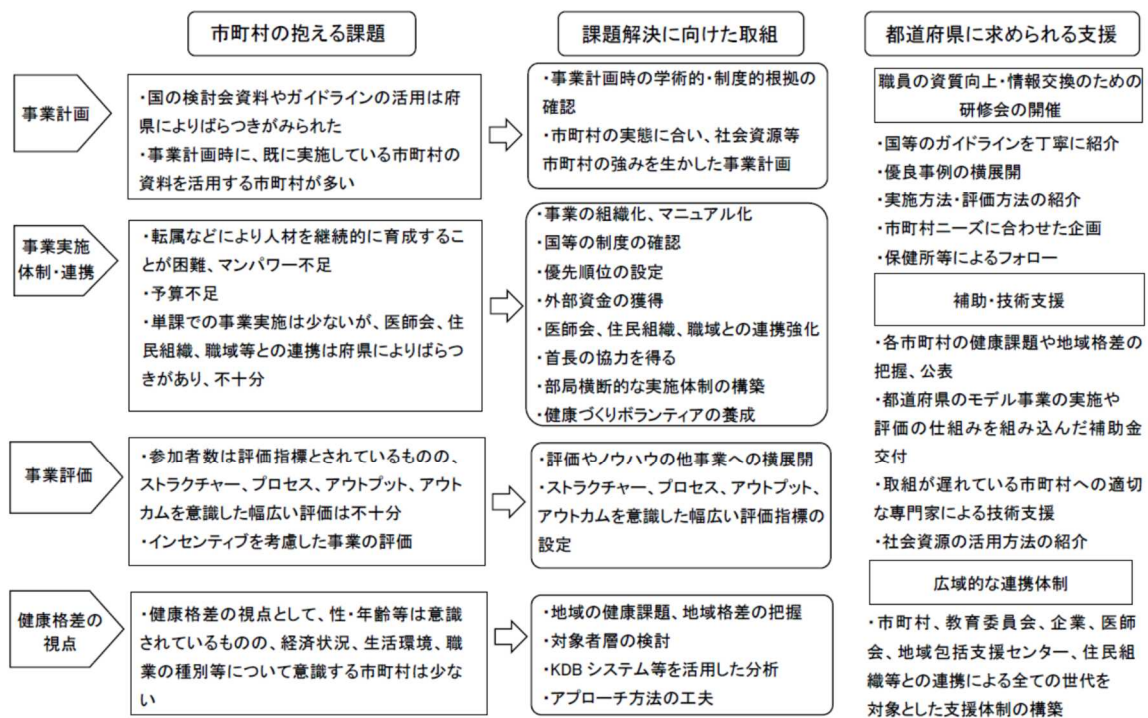 市町村の抱える課題
課題解決に向けた取組
都道府県に求められる支援
事業計画
・国の検討会資料やガイドラインの活用は府
県によりばらつきがみられた
・事業計画時に、既に実施している市町村の
資料を活用する市町村が多い
・事業計画時の学術的・制度的根拠の
確認
・市町村の実態に合い、社会資源等
市町村の強みを生かした事業計画
事業実施
体制・連携
・転属などにより人材を継続的に育成するこ
とが困難、マンパワー不足
・予算不足
・単課での事業実施は少ないが、医師会、住
民組織、職域等との連携は府県によりばらつ
きがあり、不十分
・事業の組織化、マニュアル化
・国等の制度の確認
・優先順位の設定
・外部資金の獲得
・医師会、住民組織、職域との連携強化
・首長の協力を得る
・部局横断的な実施体制の構築
・健康づくりボランティアの養成
事業評価
・参加者数は評価指標とされているものの、
ストラクチャー、プロセス、アウトプット、アウト
カムを意識した幅広い評価は不十分
・インセンティブを考慮した事業の評価
・評価やノウハウの他事業への横展開
・ストラクチャー、プロセス、アウトプット、
アウトカムを意識した幅広い評価指標の
設定
健康格差の
視点
・健康格差の視点として、性・年齢等は意識
されているものの、経済状況、生活環境、職
業の種別等について意識する市町村は少な
い
・地域の健康課題、地域格差の把握
・対象者層の検討
・KDB システム等を活用した分析
・アプローチ方法の工夫
職員の資質向上・情報交換のための
研修会の開催
・国等のガイドラインを丁寧に紹介
・優良事例の横展開
・実施方法・評価方法の紹介
・市町村ニーズに合わせた企画
・保健所等によるフォロー
補助・技術支援
・各市町村の健康課題や地域格差の
把握、公表
・都道府県のモデル事業の実施や
評価の仕組みを組み込んだ補助金
交付
・取組が遅れている市町村への適切
な専門家による技術支援
・社会資源の活用方法の紹介
広域的な連携体制
・市町村、教育委員会、企業、医師
会、地域包括支援センター、住民組
織等との連携による全ての世代を
対象とした支援体制の構築